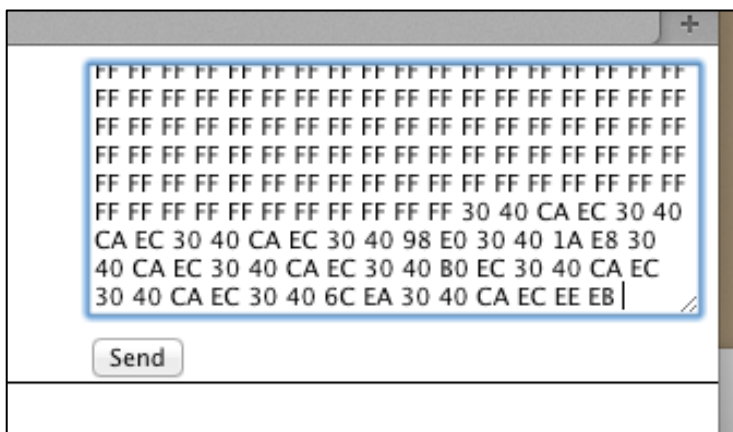 +
FF FF FF FF FF FF FF FF FF FF FF FF FF FF FF FF FF FF
FF FF FF FF FF FF FF FF FF FF FF FF FF FF FF FF FF FF
FF FF FF FF FF FF FF FF FF FF FF FF FF FF FF FF FF FF
FF FF FF FF FF FF FF FF FF FF FF FF FF FF FF FF FF FF
FF FF FF FF FF FF FF FF FF FF FF FF FF FF FF FF FF FF
FF FF FF FF FF FF FF FF FF FF FF 30 40 CA EC 30 40
CA EC 30 40 CA EC 30 40 98 E0 30 40 1A E8 30
40 CA EC 30 40 CA EC 30 40 B0 EC 30 40 CA EC
30 40 CA EC 30 40 6C EA 30 40 CA EC EE EB
Send